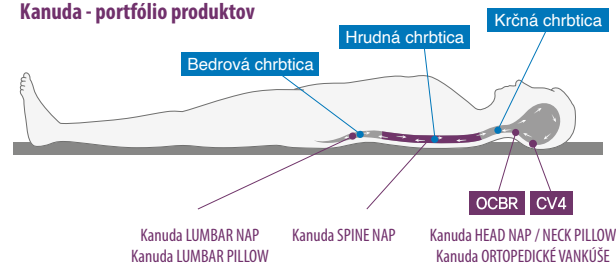 Kanuda - portfólio produktov
Krčná chrbtica
Hrudná chrbtica
Bedrová chrbtica
OCBR
CV4
Kanuda LUMBAR NAP
Kanuda LUMBAR PILLOW
Kanuda SPINE NAP
Kanuda HEAD NAP / NECK PILLOW
Kanuda ORTOPEDICKÉ VANKÚŠE